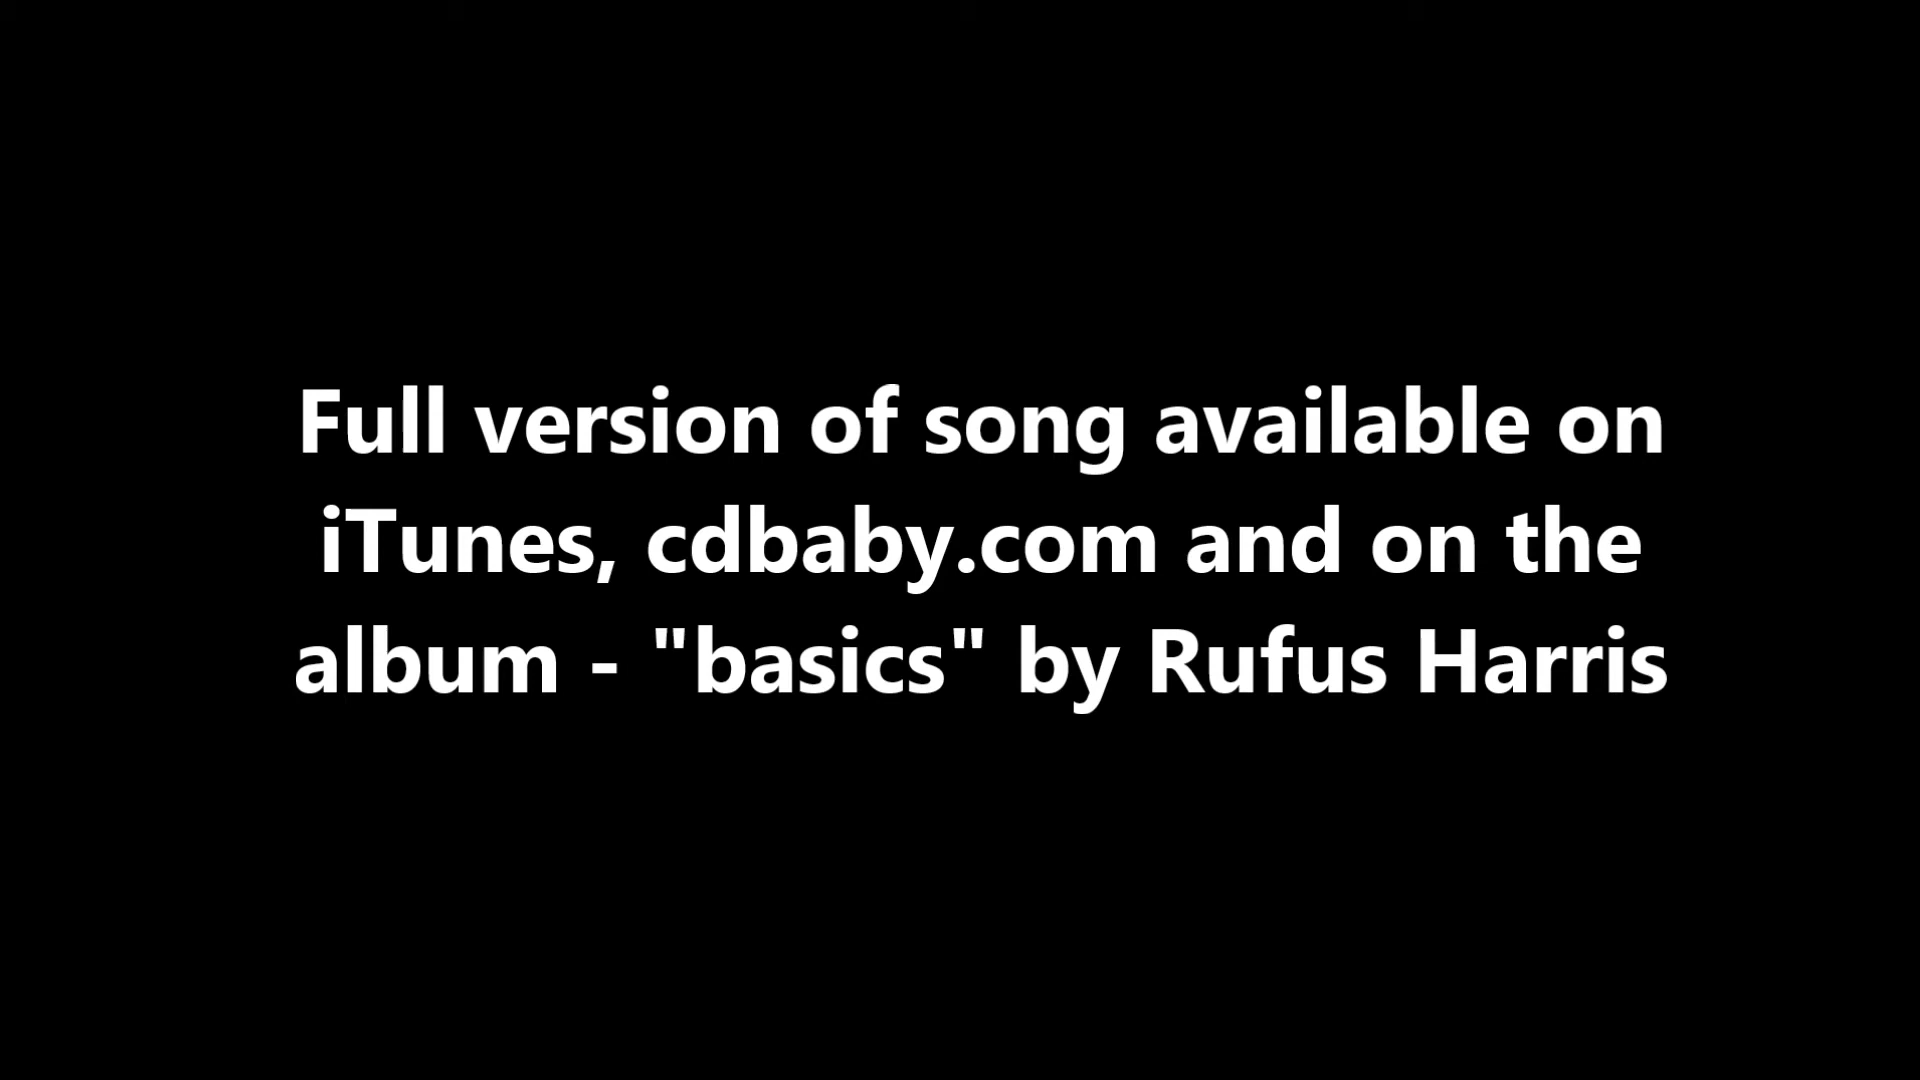 Full version of song available on
iTunes, cdbaby.com and on the
album - "basics" by Rufus Harris